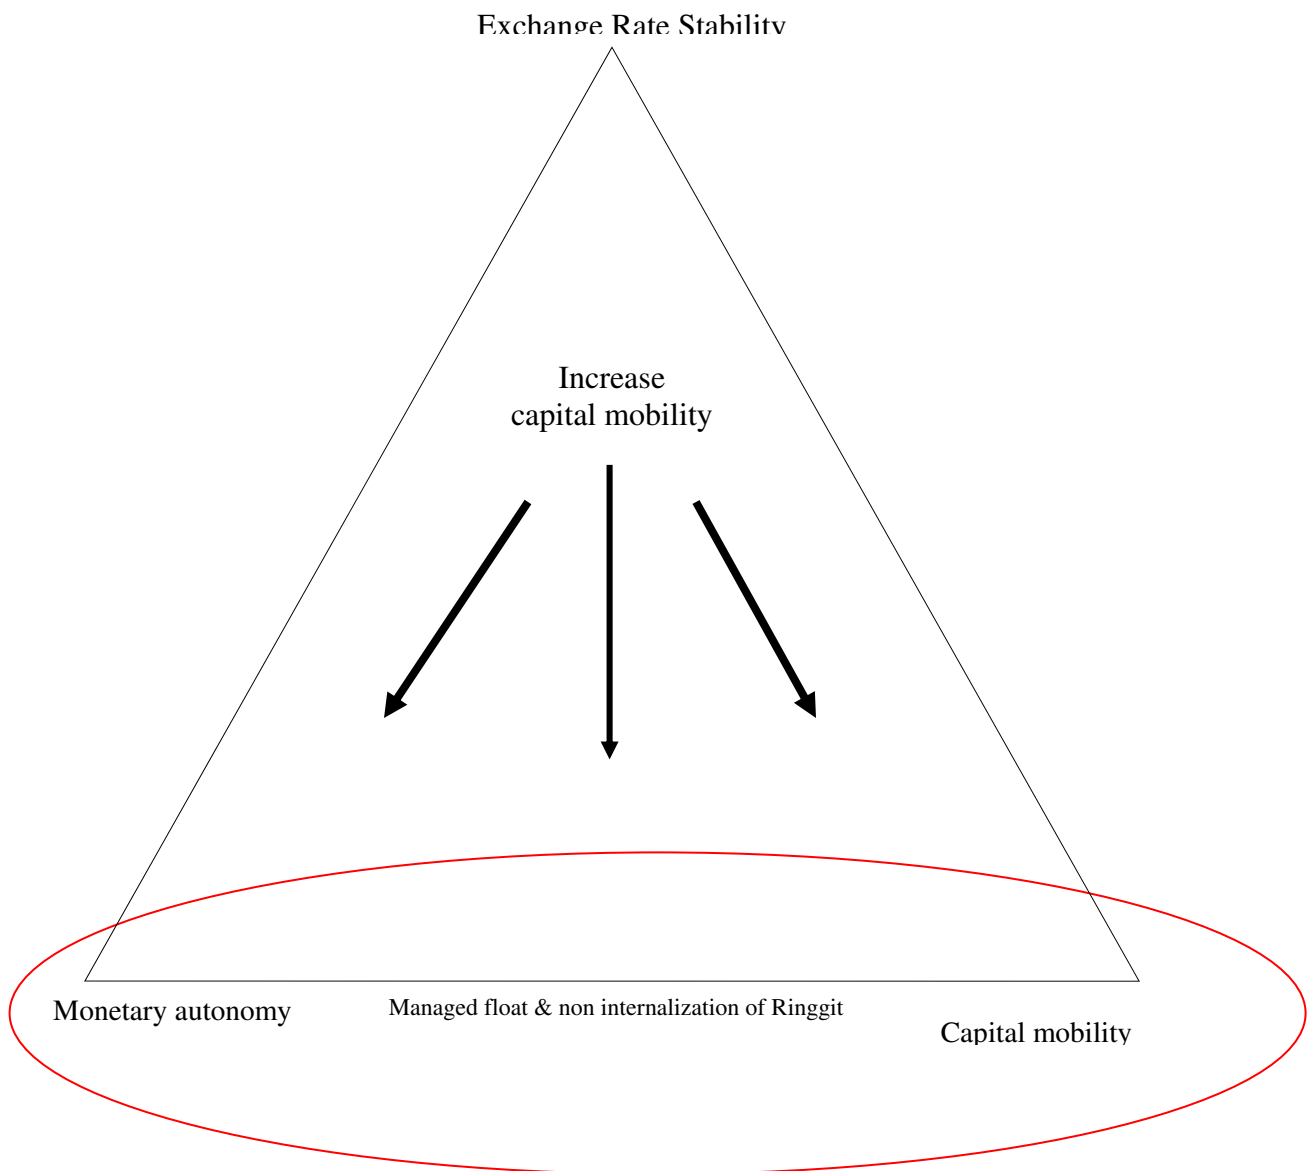 Exchange Rate Stability
Increase
capital mobility
Monetary autonomy
Managed float & non internalization of Ringgit
Capital mobility